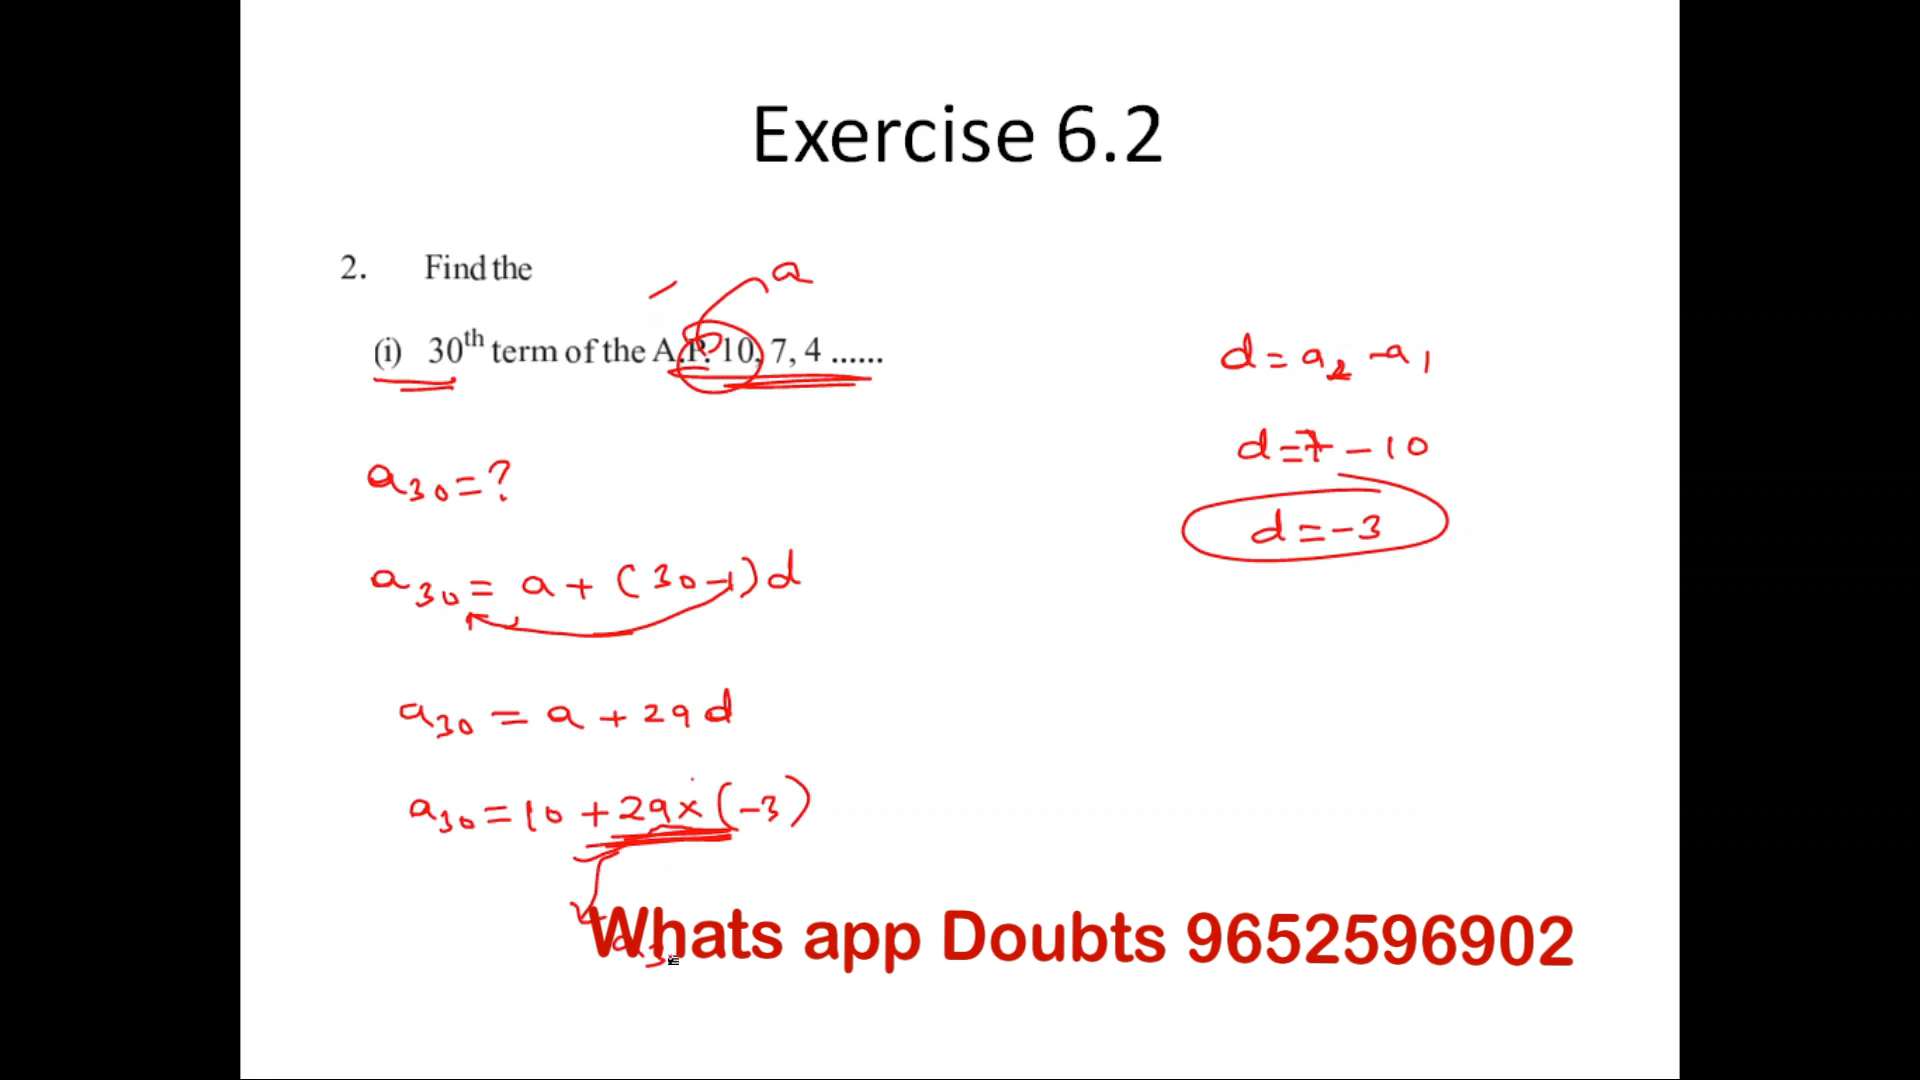 Exercise 6.2
2. Find the
a
(i) 30th term of the A.P. 10, 7, 4 ......
d = a2 - a1
d = 7 - 10
d = -3
a30 = ?
a30 = a + (30-1)d
a30 = a + 29d
a30 = 10 + 29 x (-3)
Whats app Doubts 9652596902